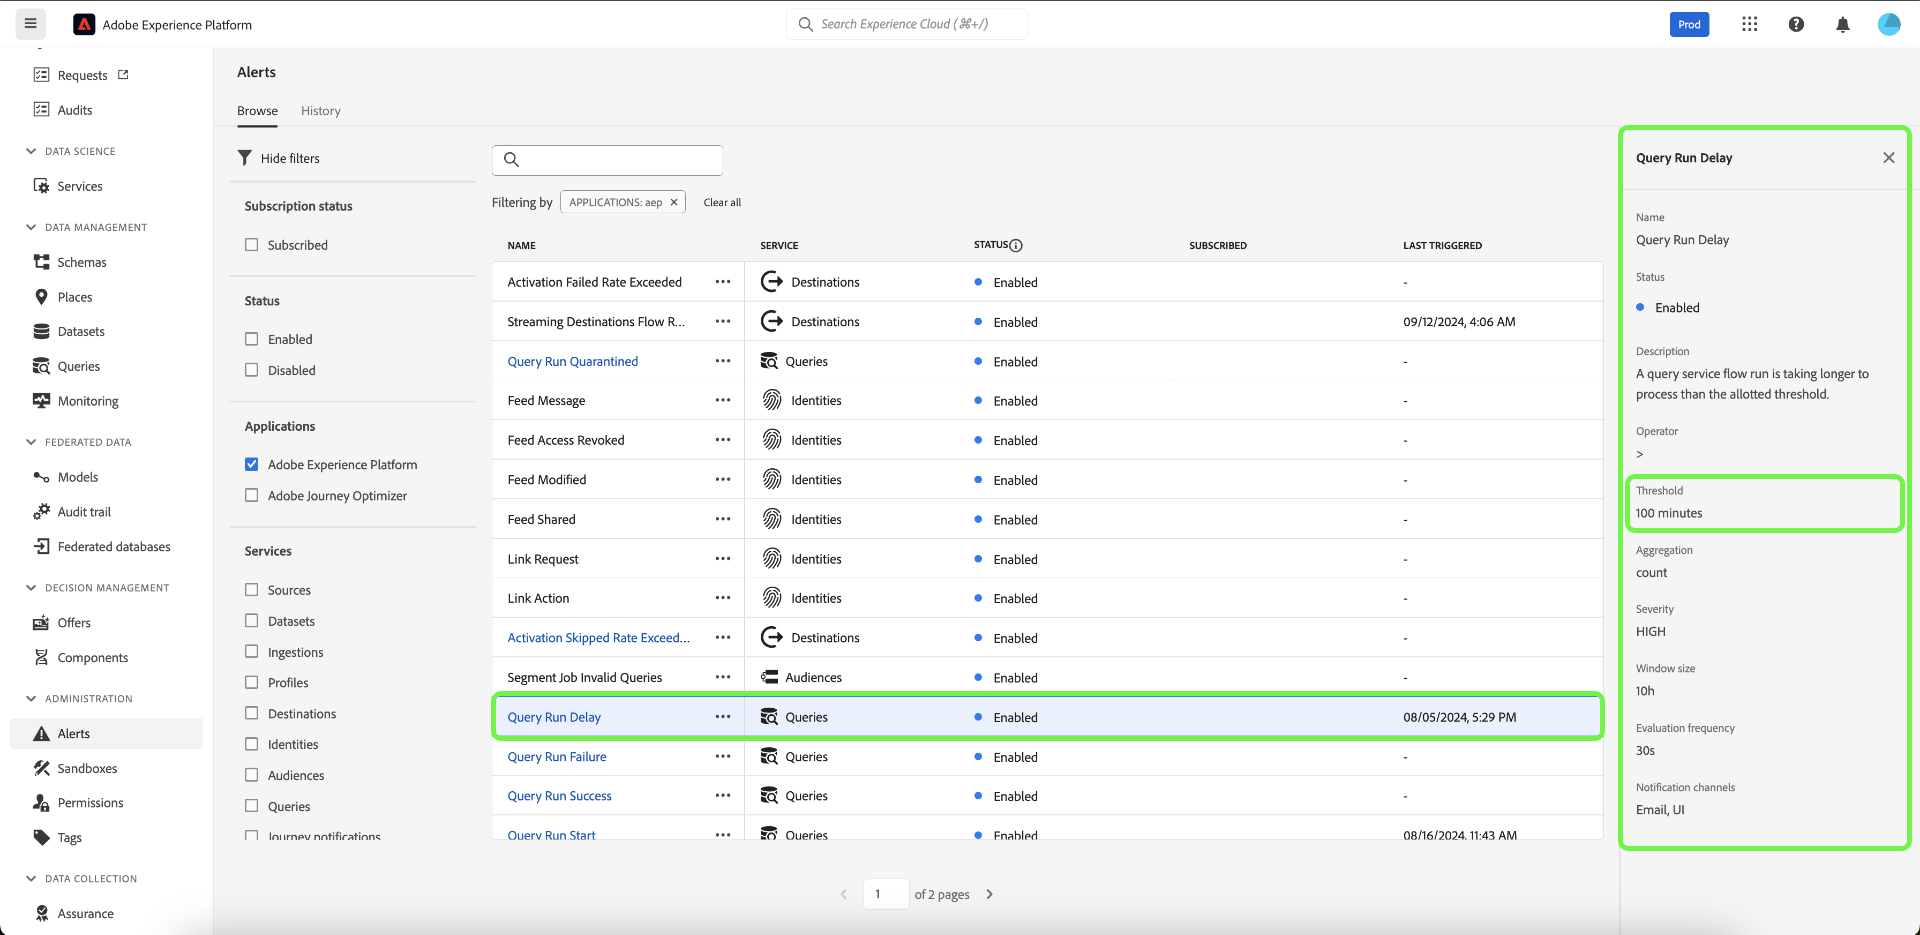 Adobe Experience Platform
Search Experience Cloud (⌘+/)
Prod
Requests
Audits
DATA SCIENCE
Services
DATA MANAGEMENT
Schemas
Places
Datasets
Queries
Monitoring
FEDERATED DATA
Models
Audit trail
Federated databases
DECISION MANAGEMENT
Offers
Components
ADMINISTRATION
Alerts
Sandboxes
Permissions
Tags
DATA COLLECTION
Assurance
Alerts
Browse History
Hide filters
Subscription status
Subscribed
Status
Enabled
Disabled
Applications
Adobe Experience Platform
Adobe Journey Optimizer
Services
Sources
Datasets
Ingestions
Profiles
Destinations
Identities
Audiences
Queries
Journey notifications
Filtering by APPLICATIONS: aep Clear all
NAME SERVICE STATUS SUBSCRIBED LAST TRIGGERED
Activation Failed Rate Exceeded ••• Destinations Enabled -
Streaming Destinations Flow R... ••• Destinations Enabled 09/12/2024, 4:06 AM
Query Run Quarantined ••• Queries Enabled -
Feed Message ••• Identities Enabled -
Feed Access Revoked ••• Identities Enabled -
Feed Modified ••• Identities Enabled -
Feed Shared ••• Identities Enabled -
Link Request ••• Identities Enabled -
Link Action ••• Identities Enabled -
Activation Skipped Rate Exceed... ••• Destinations Enabled -
Segment Job Invalid Queries ••• Audiences Enabled -
Query Run Delay ••• Queries Enabled 08/05/2024, 5:29 PM
Query Run Failure ••• Queries Enabled -
Query Run Success ••• Queries Enabled -
Query Run Start ••• Queries Enabled 08/16/2024, 11:43 AM
1 of 2 pages
Query Run Delay
Name
Query Run Delay
Status
Enabled
Description
A query service flow run is taking longer to
process than the allotted threshold.
Operator
>
Threshold
100 minutes
Aggregation
count
Severity
HIGH
Window size
10h
Evaluation frequency
30s
Notification channels
Email, UI